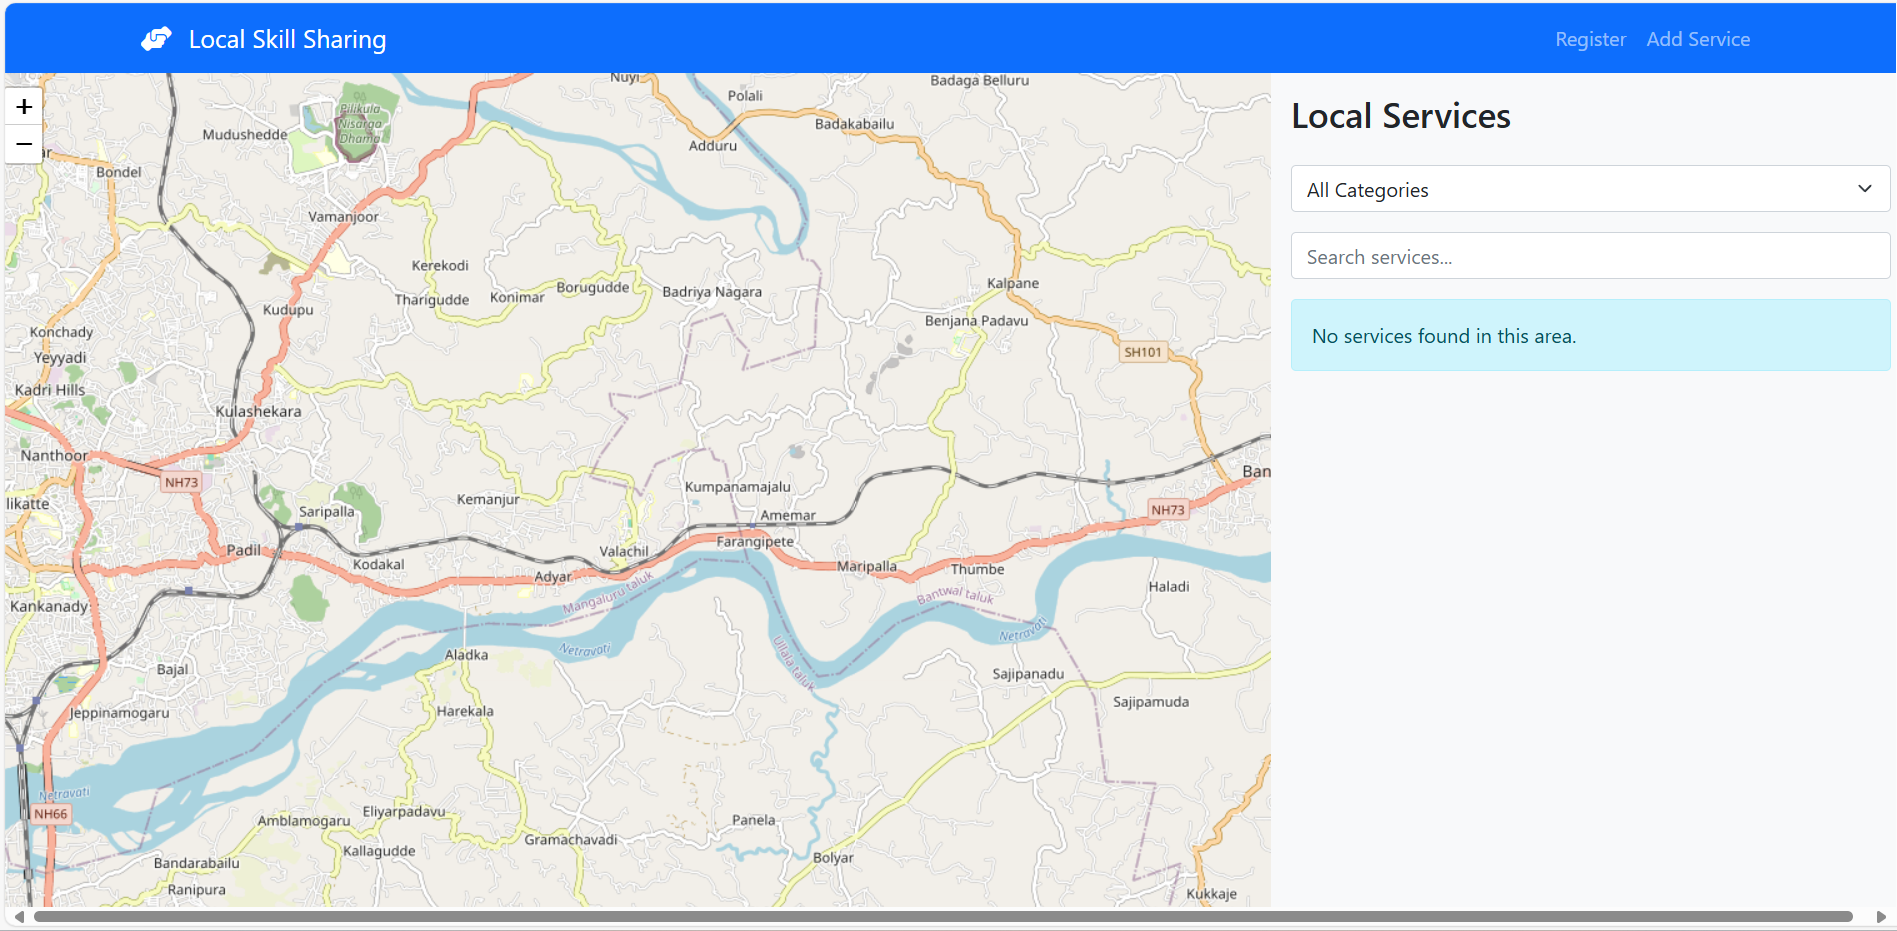 Local Skill Sharing
Register
Add Service
+
−
Nuyi
Polali
Badaga Belluru
Pilikula
Nisarga
Dhama
Mudushedde
Badakabailu
Adduru
ar
Bondel
Vamanjoor
Kerekodi
Kalpane
Tharigudde
Konimar
Borugudde
Badriya Nagara
Kudupu
Benjana Padavu
Konchady
Yeyyadi
SH101
Kadri Hills
Kulashekara
Nanthoor
NH73
Ban
likatte
Kemanjur
Kumpanamajalu
Saripalla
Amemar
NH73
Padil
Valachil
Farangipete
Kodakal
Adyar
Maripalla
Thumbe
Haladi
Mangaluru taluk
Bantwal taluk
Kankanady
Netravati
Netravati
Ullala taluk
Aladka
Bajal
Sajipanadu
Sajipamuda
Jeppinamogaru
Harekala
Netravati
NH66
Eliyarpadavu
Amblamogaru
Panela
Gramachavadi
Kallagudde
Bolyar
Bandarabailu
Ranipura
Kukkaje
Local Services
All Categories
Search services...
No services found in this area.